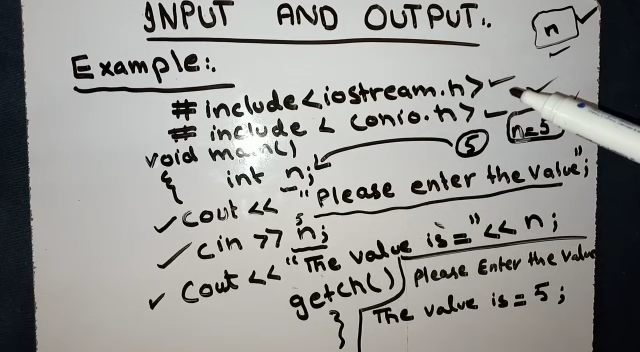 INPUT AND OUTPUT:.
n
Example:.
# include<iostream.h>
# include < conio.h>
n=5
void main()
5
{ int n;
cout << "please enter the value";
5
cin >> n;
cout << "The value is=" << n;
getch()
}
Please Enter the value
The value is = 5;